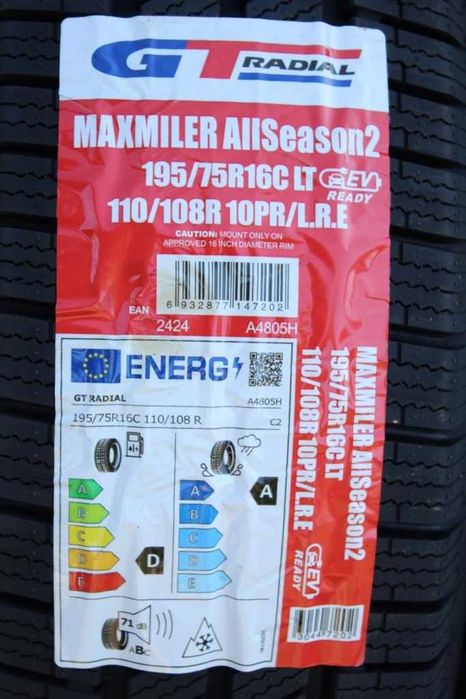 GT RADIAL
MAXMILER AllSeason2
195/75R16C LT EV
READY
110/108R 10PR/L.R.E
CAUTION: MOUNT ONLY ON
APPROVED 16 INCH DIAMETER RIM
EAN
6 932877 147202
2424 A4805H
ENERG
GT RADIAL A4805H
195/75R16C 110/108 R C2
A
B
C
D
E
D
A
B
C
D
E
A
71 dB
ABC
MAXMILER AllSeason2
195/75R16C LT
110/108R 10PR/L.R.E
EV
READY
30447202